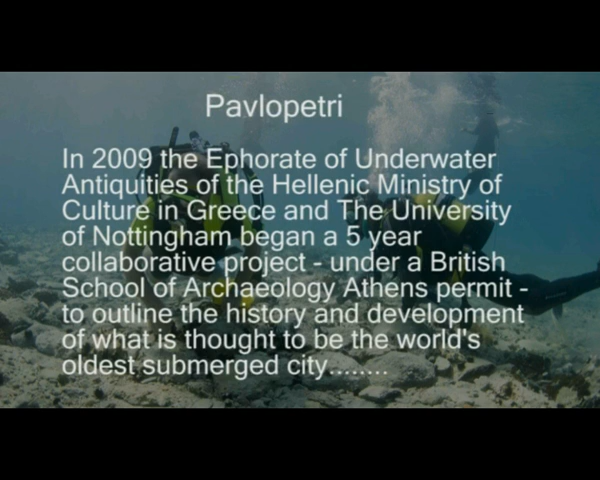 Pavlopetri
In 2009 the Ephorate of Underwater
Antiquities of the Hellenic Ministry of
Culture in Greece and The University
of Nottingham began a 5 year
collaborative project - under a British
School of Archaeology Athens permit -
to outline the history and development
of what is thought to be the world's
oldest submerged city........